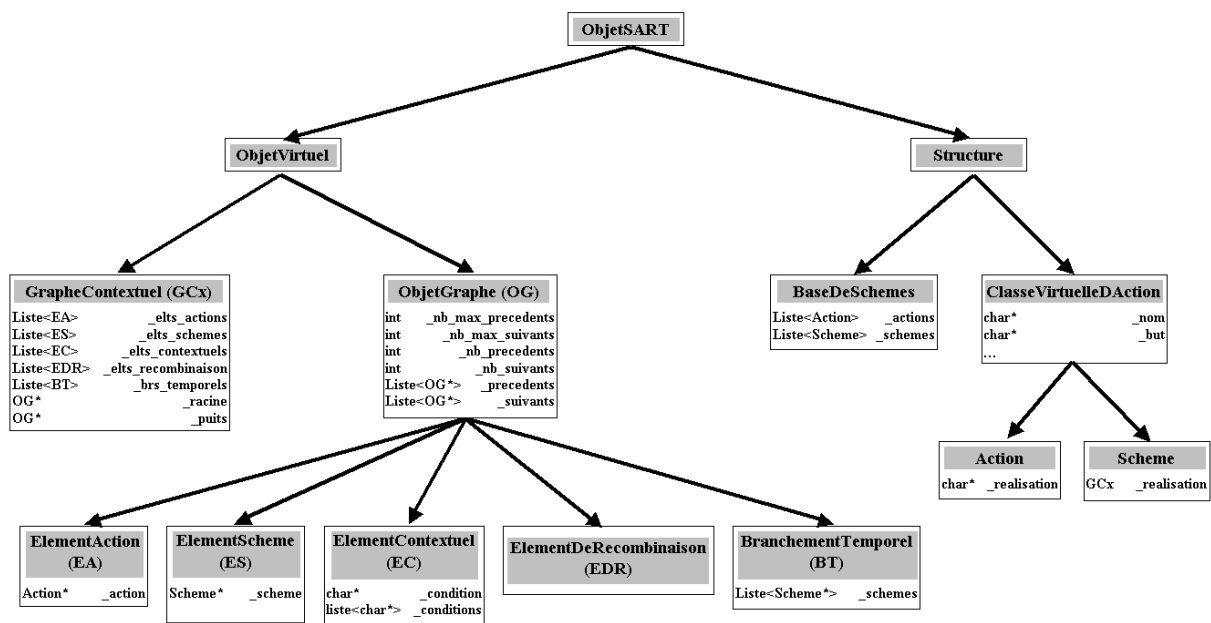 ObjetSART
ObjetVirtuel
Structure
GrapheContextuel (GCx)
Liste<EA> _elts_actions
Liste<ES> _elts_schemes
Liste<EC> _elts_contextuels
Liste<EDR> _elts_recombinaison
Liste<BT> _brs_temporels
OG* _racine
OG* _puits
ObjetGraphe (OG)
int _nb_max_precedents
int _nb_max_suivants
int _nb_precedents
int _nb_suivants
Liste<OG*> _precedents
Liste<OG*> _suivants
BaseDeSchemes
Liste<Action> _actions
Liste<Scheme> _schemes
ClasseVirtuelleDAction
char* _nom
char* _but
...
Action
char* _realisation
Scheme
GCx _realisation
ElementAction
(EA)
Action* _action
ElementScheme
(ES)
Scheme* _scheme
ElementContextuel
(EC)
char* _condition
liste<char*> _conditions
ElementDeRecombinaison
(EDR)
BranchementTemporel
(BT)
Liste<Scheme*> _schemes